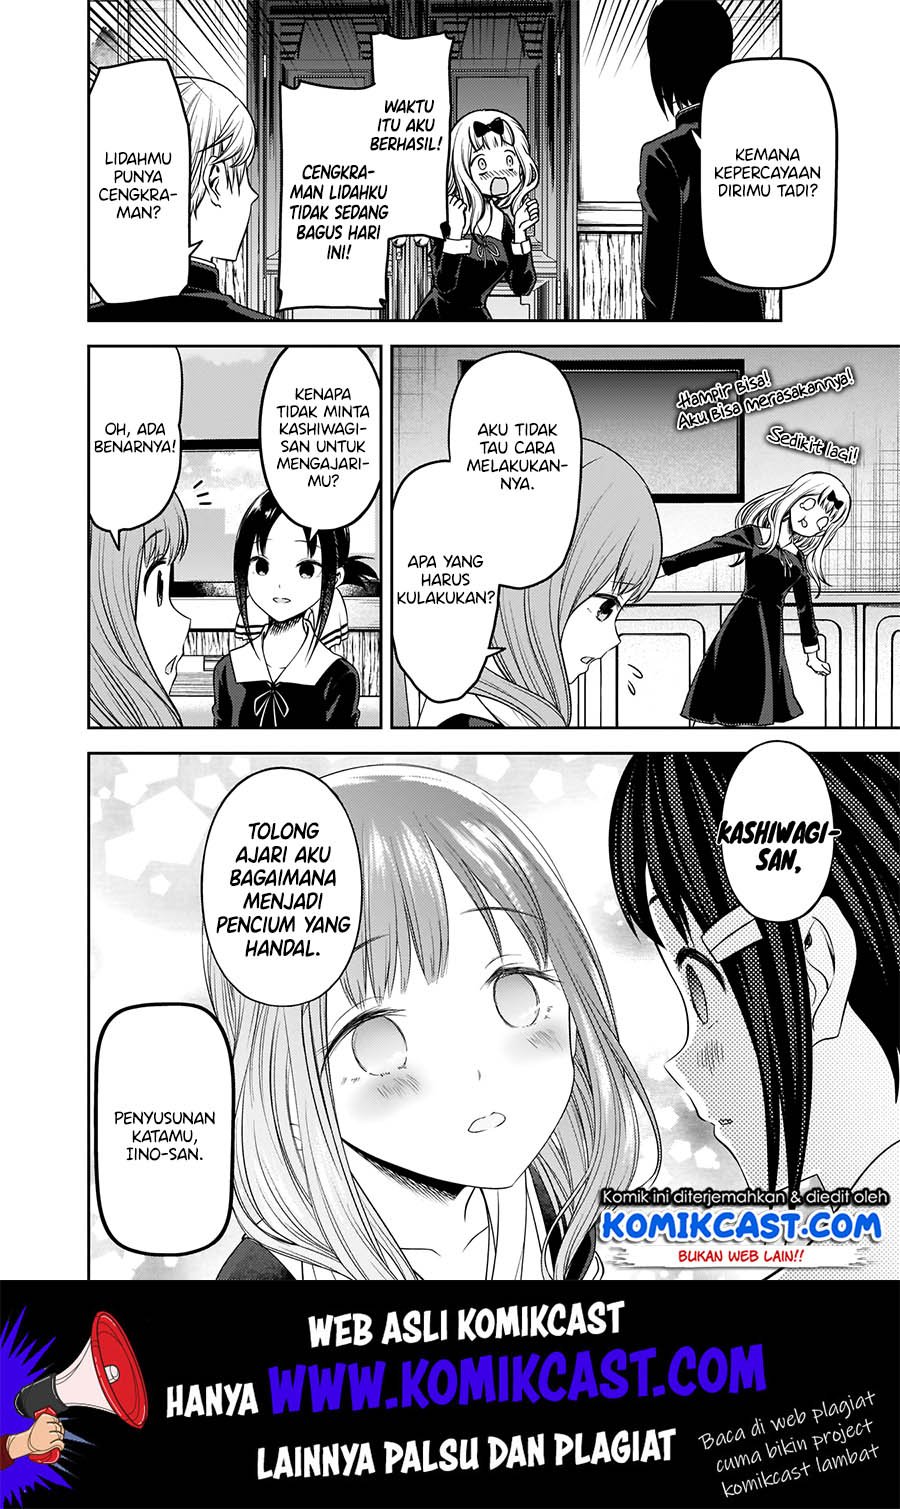 KEMANA
KEPERCAYAAN
DIRIMU TADI?
WAKTU
ITU AKU
BERHASIL!
CENGKRA-
MAN LIDAHKU
TIDAK SEDANG
BAGUS HARI
INI!
LIDAHMU
PUNYA
CENGKRA-
MAN?
Hampir Bisa!
Aku Bisa merasakannya!
Sedikit lagi!
AKU TIDAK
TAU CARA
MELAKUKAN-
NYA.
APA YANG
HARUS
KULAKUKAN?
KENAPA
TIDAK MINTA
KASHIWAGI-
SAN UNTUK
MENGAJARI-
MU?
OH, ADA
BENARNYA!
KASHIWAGI-
SAN,
TOLONG
AJARI AKU
BAGAIMANA
MENJADI
PENCIUM YANG
HANDAL.
PENYUSUNAN
KATAMU,
IINO-SAN.
Komik ini diterjemahkan & diedit oleh
KOMIKCAST.COM
BUKAN WEB LAIN!!
WEB ASLI KOMIKCAST
HANYA WWW.KOMIKCAST.COM
LAINNYA PALSU DAN PLAGIAT
Baca di web plagiat
cuma bikin project
komikcast lambat